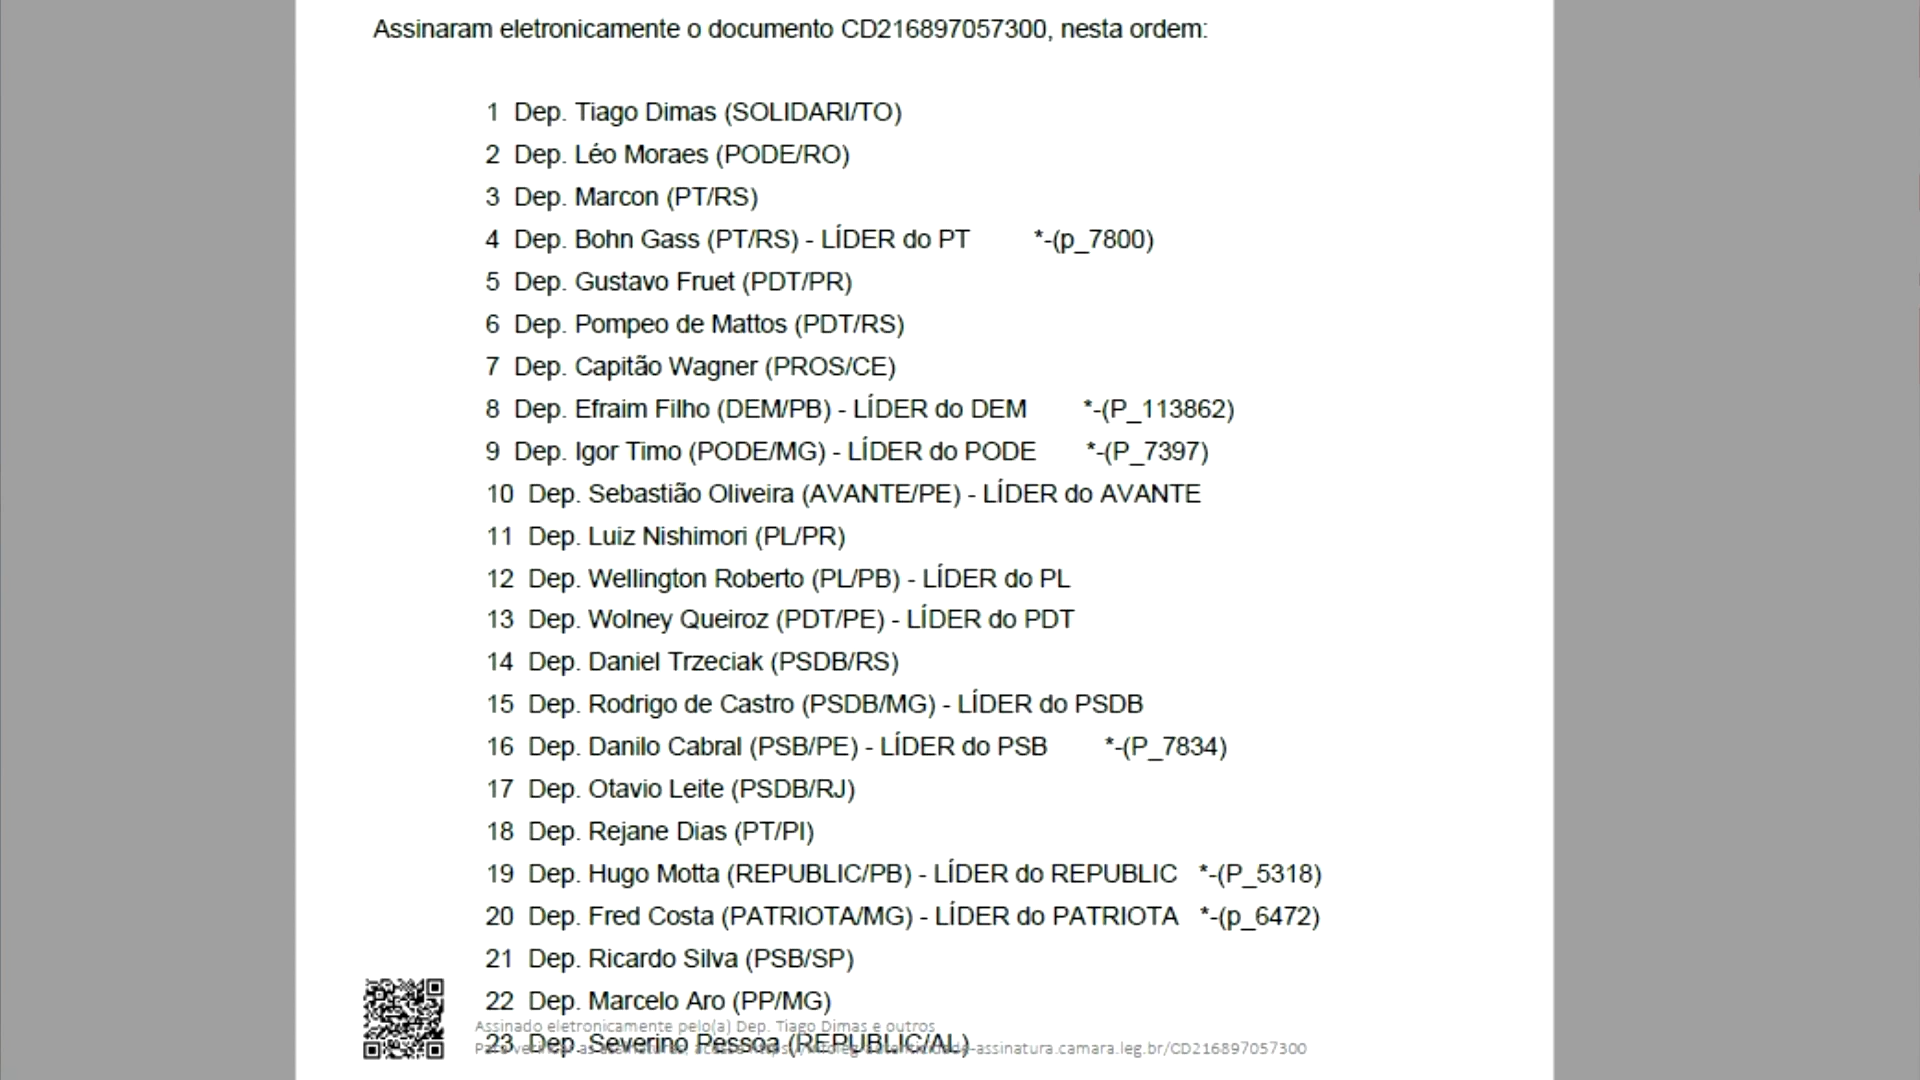 Assinaram eletronicamente o documento CD216897057300, nesta ordem:
1 Dep. Tiago Dimas (SOLIDARI/TO)
2 Dep. Léo Moraes (PODE/RO)
3 Dep. Marcon (PT/RS)
4 Dep. Bohn Gass (PT/RS) - LÍDER do PT *-(p_7800)
5 Dep. Gustavo Fruet (PDT/PR)
6 Dep. Pompeo de Mattos (PDT/RS)
7 Dep. Capitão Wagner (PROS/CE)
8 Dep. Efraim Filho (DEM/PB) - LÍDER do DEM *-(P_113862)
9 Dep. Igor Timo (PODE/MG) - LÍDER do PODE *-(P_7397)
10 Dep. Sebastião Oliveira (AVANTE/PE) - LÍDER do AVANTE
11 Dep. Luiz Nishimori (PL/PR)
12 Dep. Wellington Roberto (PL/PB) - LÍDER do PL
13 Dep. Wolney Queiroz (PDT/PE) - LÍDER do PDT
14 Dep. Daniel Trzeciak (PSDB/RS)
15 Dep. Rodrigo de Castro (PSDB/MG) - LÍDER do PSDB
16 Dep. Danilo Cabral (PSB/PE) - LÍDER do PSB *-(P_7834)
17 Dep. Otavio Leite (PSDB/RJ)
18 Dep. Rejane Dias (PT/PI)
19 Dep. Hugo Motta (REPUBLIC/PB) - LÍDER do REPUBLIC *-(P_5318)
20 Dep. Fred Costa (PATRIOTA/MG) - LÍDER do PATRIOTA *-(p_6472)
21 Dep. Ricardo Silva (PSB/SP)
22 Dep. Marcelo Aro (PP/MG)
Assinado eletronicamente pelo(a) Dep. Tiago Dimas e outros
23 Dep. Severino Pessoa (REPUBLIC/AL)
Para verificar as assinaturas, acesse https://infoleg-autenticidade-assinatura.camara.leg.br/CD216897057300